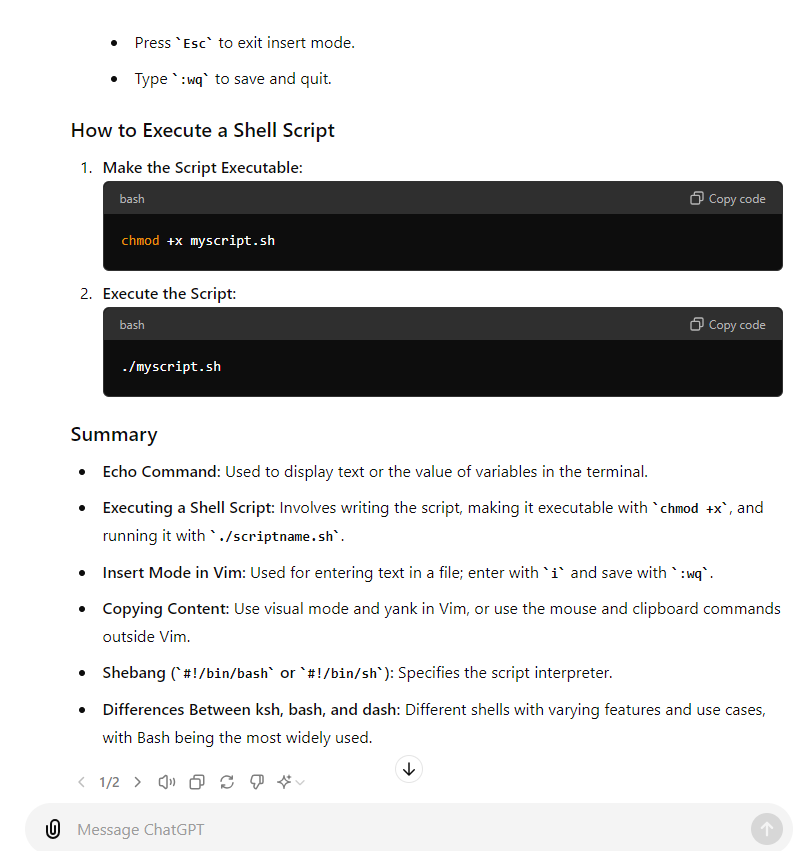 Press `Esc` to exit insert mode.
Type `:wq` to save and quit.
How to Execute a Shell Script
1. Make the Script Executable:
bash
Copy code
chmod +x myscript.sh
2. Execute the Script:
bash
Copy code
./myscript.sh
Summary
Echo Command: Used to display text or the value of variables in the terminal.
Executing a Shell Script: Involves writing the script, making it executable with `chmod +x`, and
running it with `./scriptname.sh`.
Insert Mode in Vim: Used for entering text in a file; enter with `i` and save with `:wq`.
Copying Content: Use visual mode and yank in Vim, or use the mouse and clipboard commands
outside Vim.
Shebang (`#!/bin/bash` or `#!/bin/sh`): Specifies the script interpreter.
Differences Between ksh, bash, and dash: Different shells with varying features and use cases,
with Bash being the most widely used.
1/2
Message ChatGPT